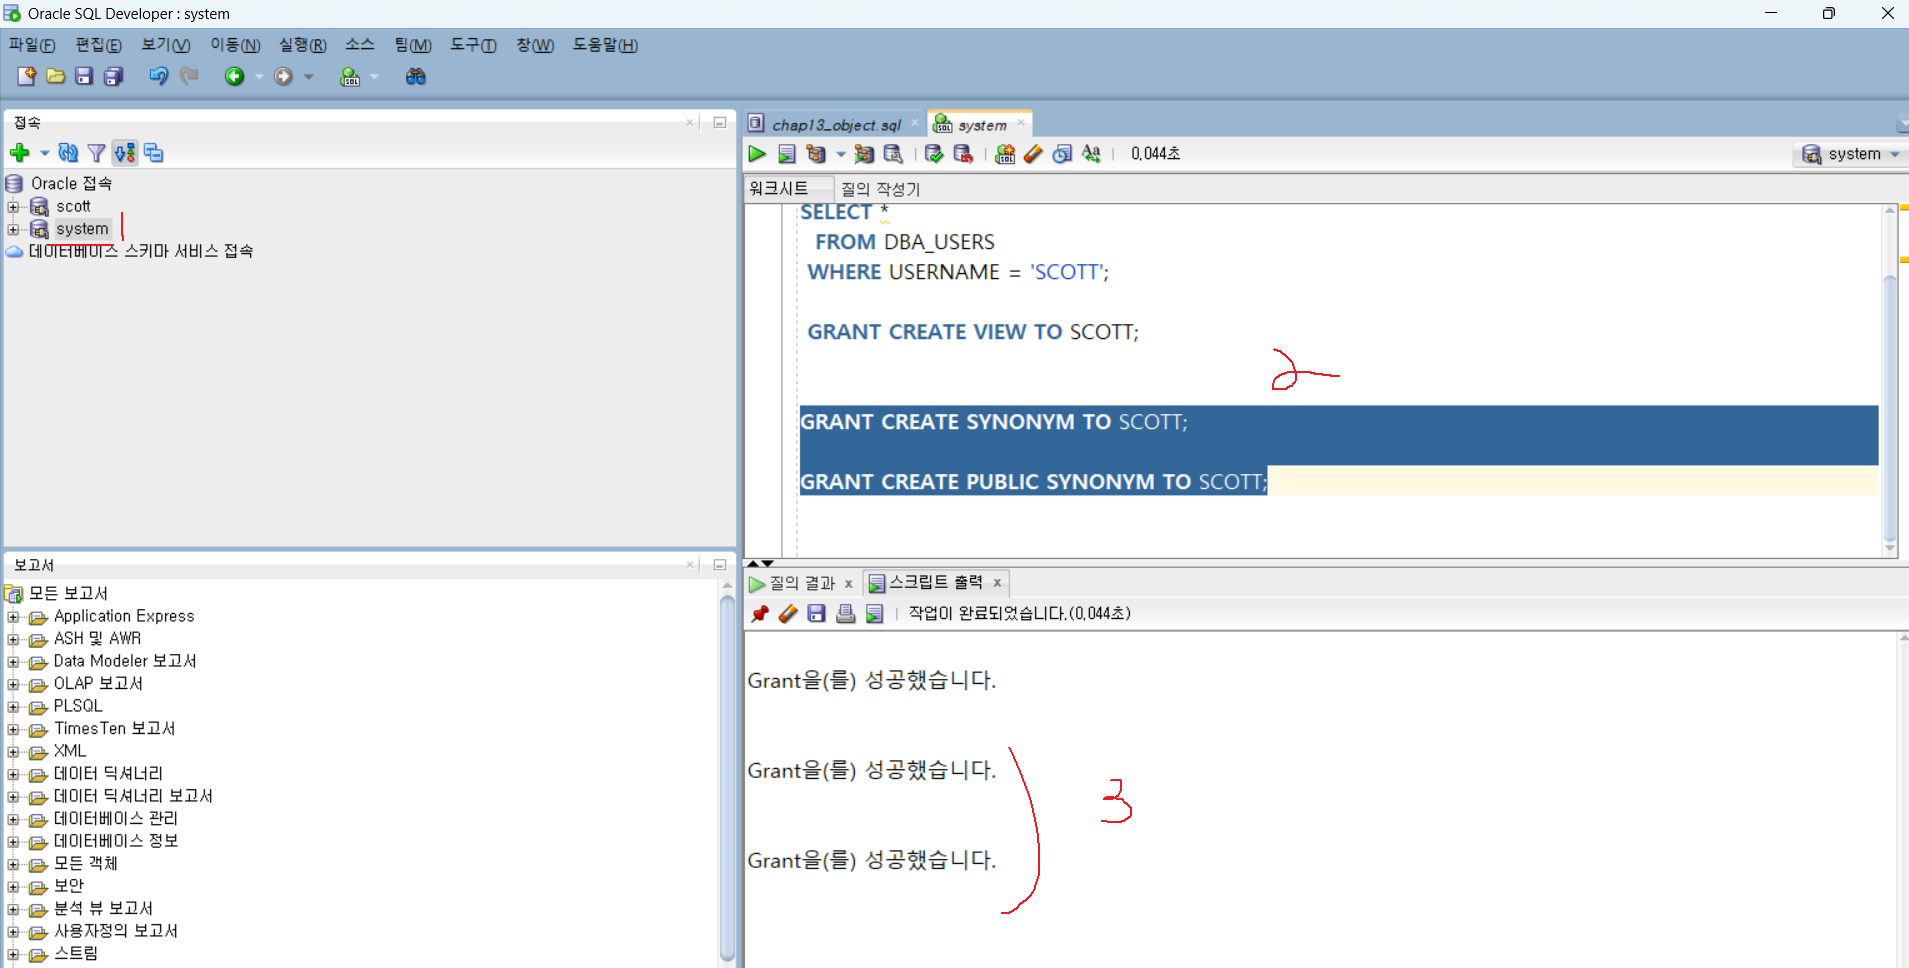 Oracle SQL Developer : system
파일(F) 편집(E) 보기(V) 이동(N) 실행(R) 소스 팀(M) 도구(T) 창(W) 도움말(H)
접속
Oracle 접속
scott
system
1
데이터베이스 스키마 서비스 접속
보고서
모든 보고서
Application Express
ASH 및 AWR
Data Modeler 보고서
OLAP 보고서
PLSQL
TimesTen 보고서
XML
데이터 딕셔너리
데이터 딕셔너리 보고서
데이터베이스 관리
데이터베이스 정보
모든 객체
보안
분석 뷰 보고서
사용자정의 보고서
스트림
chap13_object.sql
system
0,044초
system
워크시트 질의 작성기
SELECT *
FROM DBA_USERS
WHERE USERNAME = 'SCOTT';
GRANT CREATE VIEW TO SCOTT;
2
GRANT CREATE SYNONYM TO SCOTT;
GRANT CREATE PUBLIC SYNONYM TO SCOTT;
질의 결과 x 스크립트 출력 x
작업이 완료되었습니다.(0,044초)
Grant을(를) 성공했습니다.
Grant을(를) 성공했습니다.
3
Grant을(를) 성공했습니다.